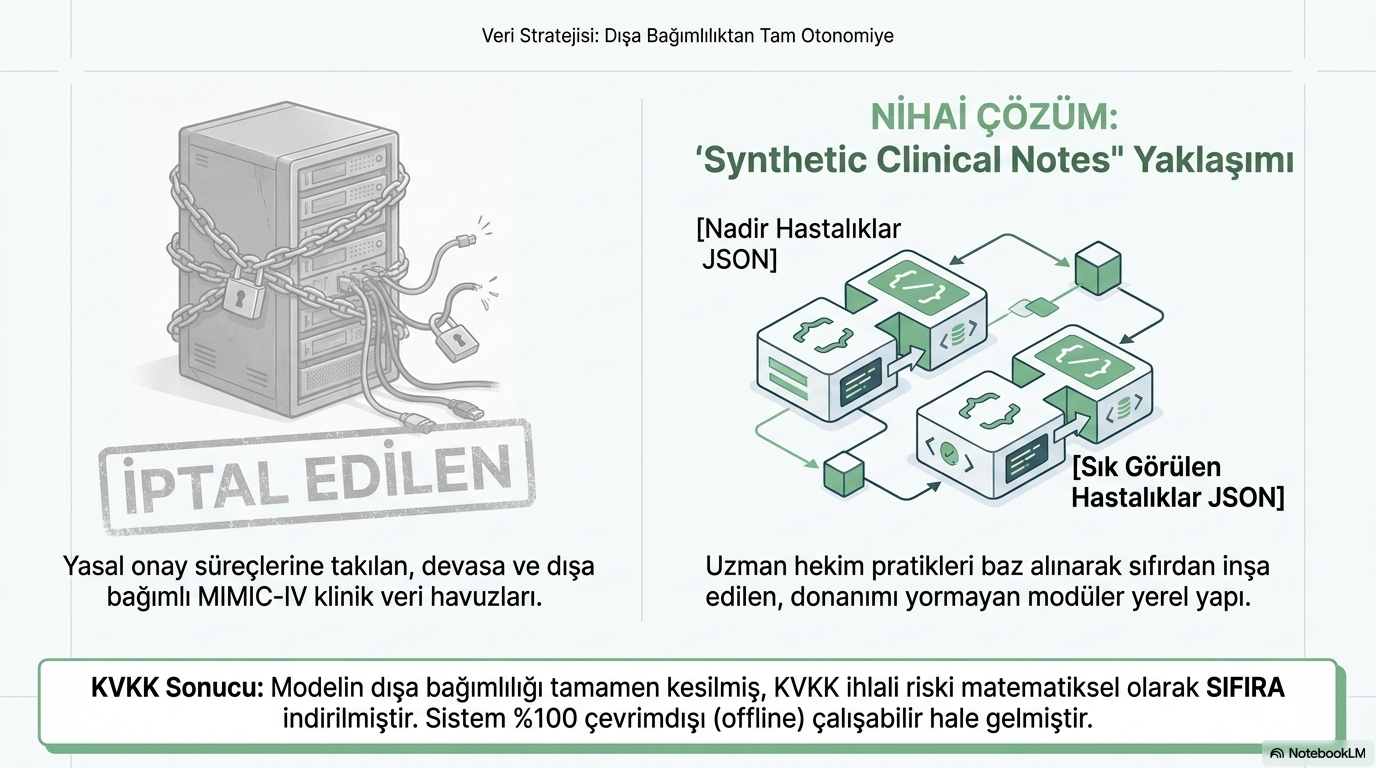 Veri Stratejisi: Dışa Bağımlılıktan Tam Otonomiye
İPTAL EDİLEN
Yasal onay süreçlerine takılan, devasa ve dışa
bağımlı MIMIC-IV klinik veri havuzları.
NİHAİ ÇÖZÜM:
‘Synthetic Clinical Notes" Yaklaşımı
[Nadir Hastalıklar
JSON]
[Sık Görülen
Hastalıklar JSON]
Uzman hekim pratikleri baz alınarak sıfırdan inşa
edilen, donanımı yormayan modüler yerel yapı.
KVKK Sonucu: Modelin dışa bağımlılığı tamamen kesilmiş, KVKK ihlali riski matematiksel olarak SIFIRA
indirilmiştir. Sistem %100 çevrimdışı (offline) çalışabilir hale gelmiştir.
NotebookLM